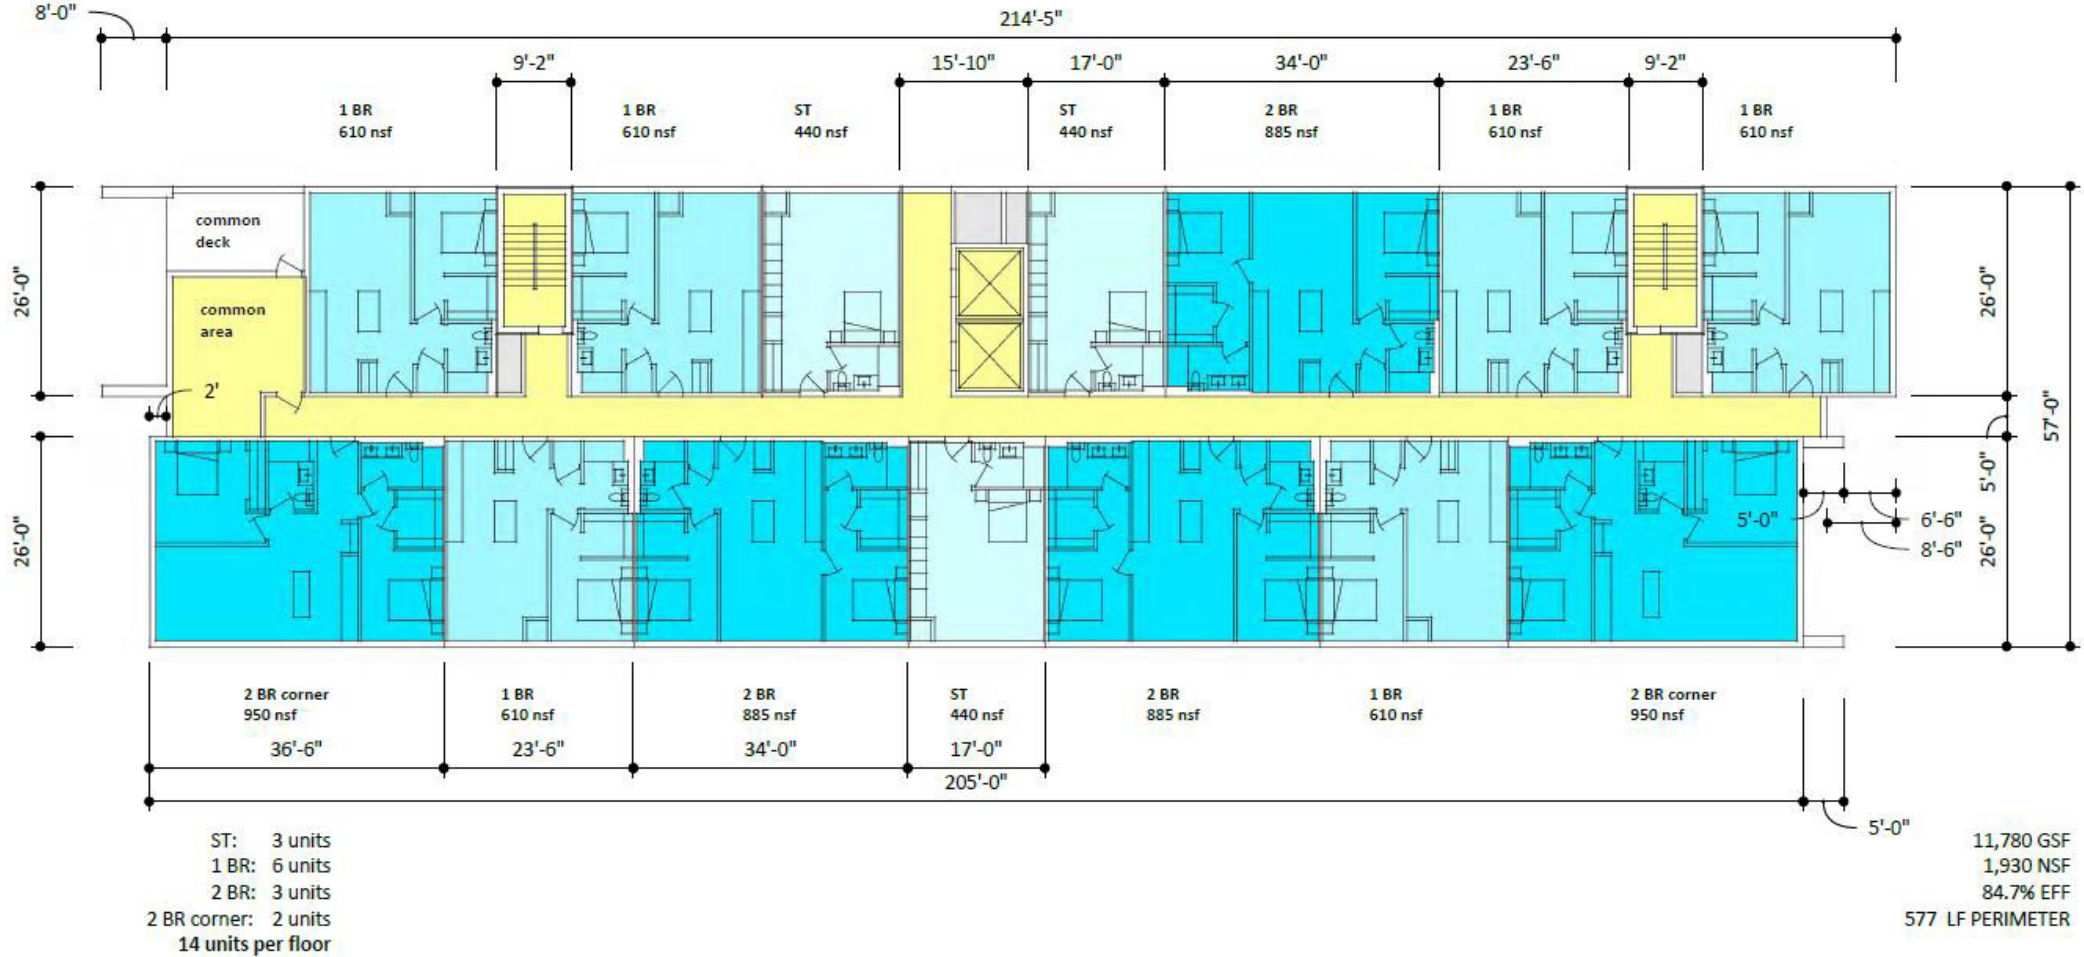 8'-0"
214'-5"
9'-2"
15'-10"
17'-0"
34'-0"
23'-6"
9'-2"
1 BR
610 nsf
1 BR
610 nsf
ST
440 nsf
ST
440 nsf
2 BR
885 nsf
1 BR
610 nsf
1 BR
610 nsf
common
deck
common
area
26'-0"
2'
26'-0"
26'-0"
57'-0"
5'-0"
26'-0"
5'-0"
6'-6"
8'-6"
2 BR corner
950 nsf
1 BR
610 nsf
2 BR
885 nsf
ST
440 nsf
2 BR
885 nsf
1 BR
610 nsf
2 BR corner
950 nsf
36'-6"
23'-6"
34'-0"
17'-0"
205'-0"
5'-0"
ST: 3 units
1 BR: 6 units
2 BR: 3 units
2 BR corner: 2 units
14 units per floor
11,780 GSF
1,930 NSF
84.7% EFF
577 LF PERIMETER